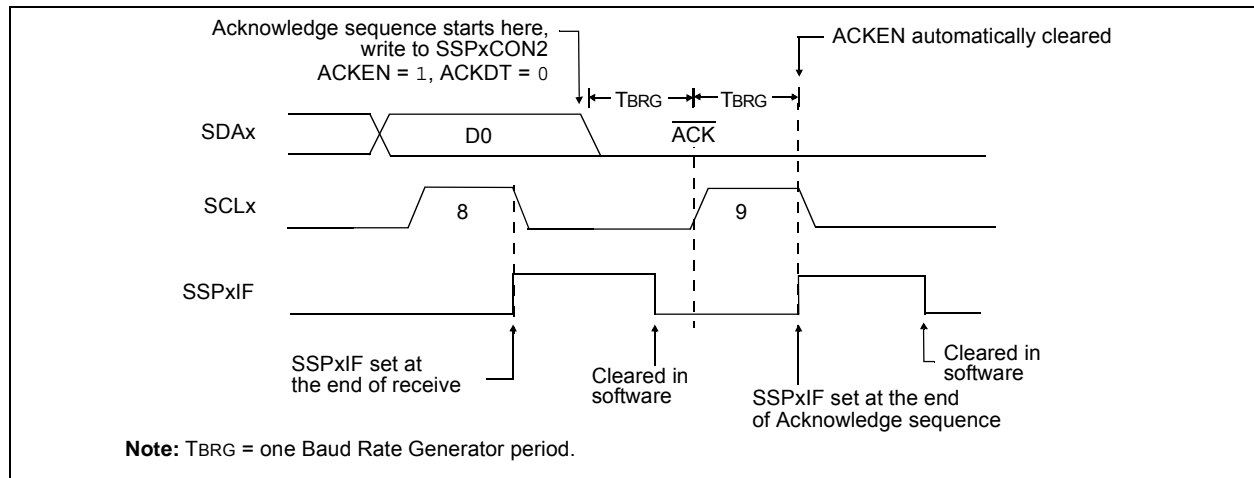 Acknowledge sequence starts here,
write to SSPxCON2
ACKEN = 1, ACKDT = 0
ACKEN automatically cleared
TBRG
TBRG
SDAx
D0
ACK
SCLx
8
9
SSPxIF
SSPxIF set at
the end of receive
Cleared in
software
SSPxIF set at the end
of Acknowledge sequence
Cleared in
software
Note: TBRG = one Baud Rate Generator period.